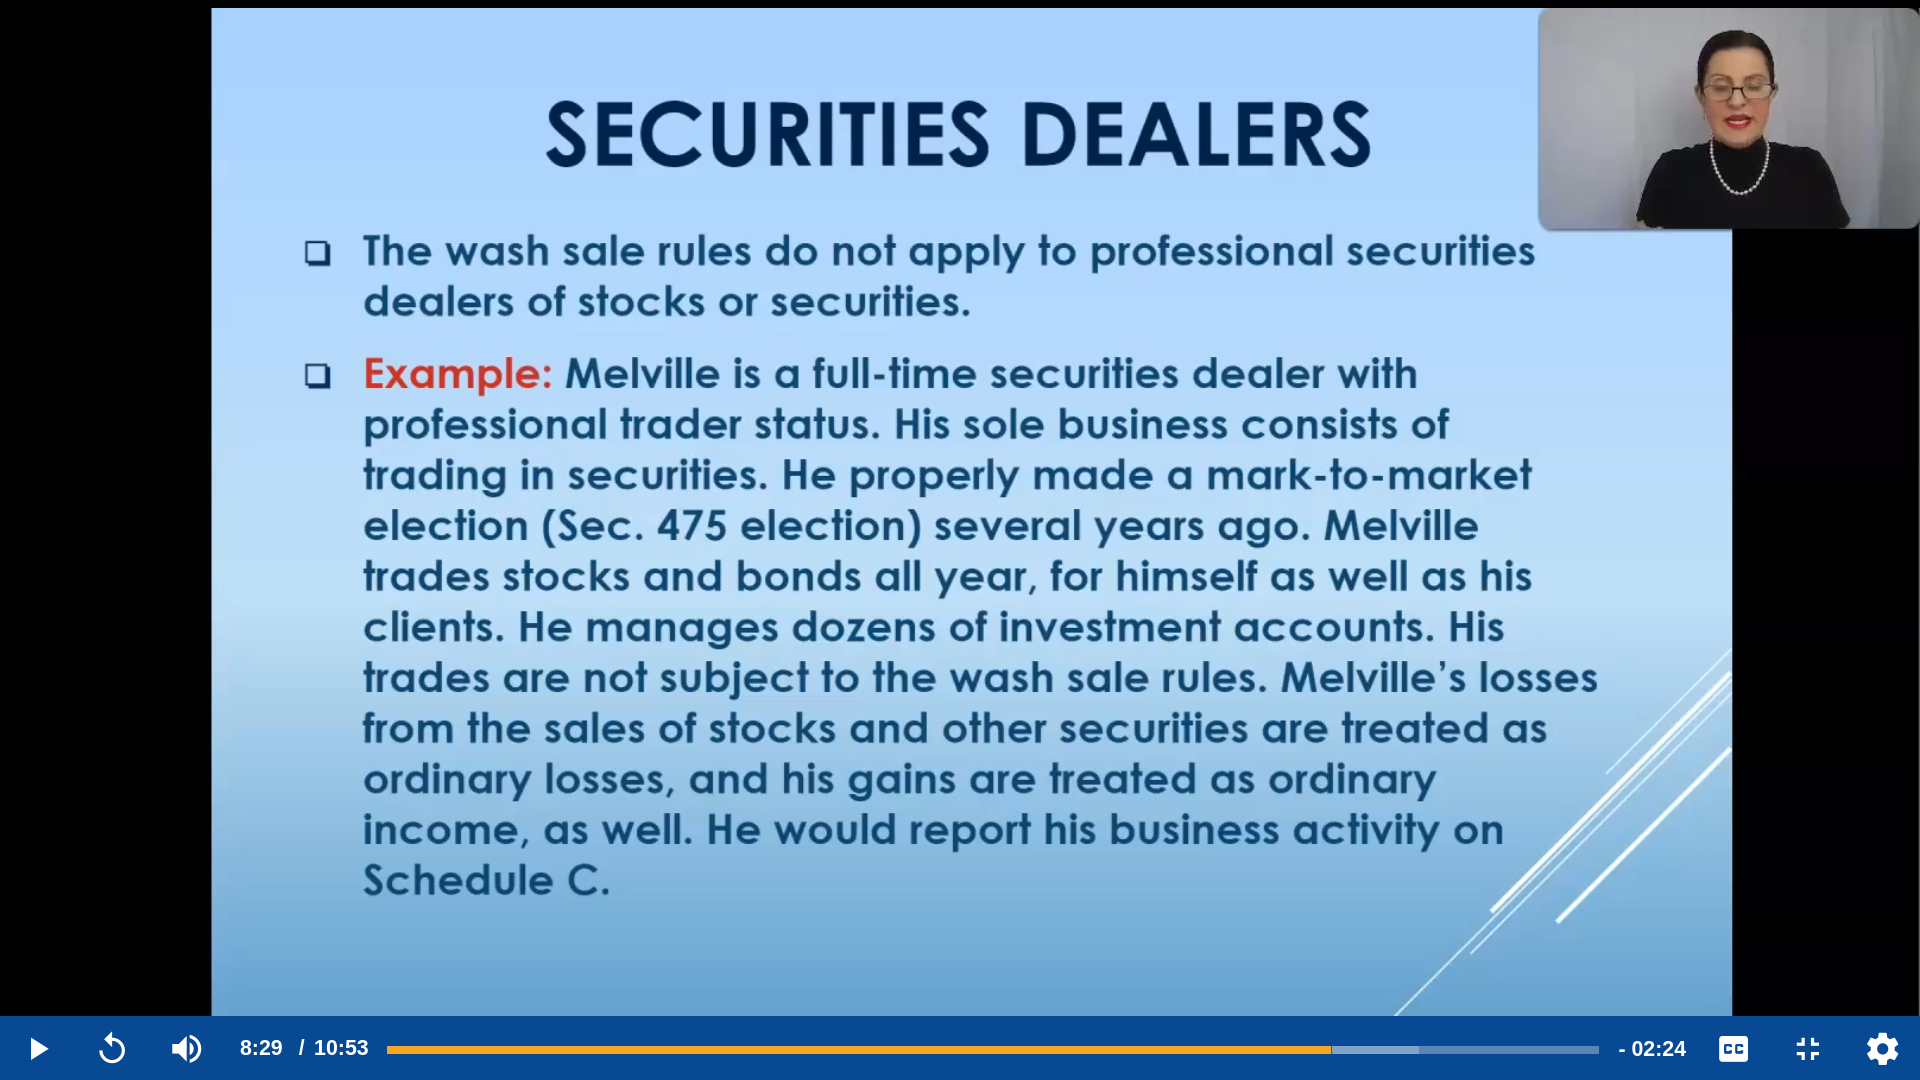 SECURITIES DEALERS
❑ The wash sale rules do not apply to professional securities
dealers of stocks or securities.
❑ Example: Melville is a full-time securities dealer with
professional trader status. His sole business consists of
trading in securities. He properly made a mark-to-market
election (Sec. 475 election) several years ago. Melville
trades stocks and bonds all year, for himself as well as his
clients. He manages dozens of investment accounts. His
trades are not subject to the wash sale rules. Melville’s losses
from the sales of stocks and other securities are treated as
ordinary losses, and his gains are treated as ordinary
income, as well. He would report his business activity on
Schedule C.
8:29 / 10:53 - 02:24 CC